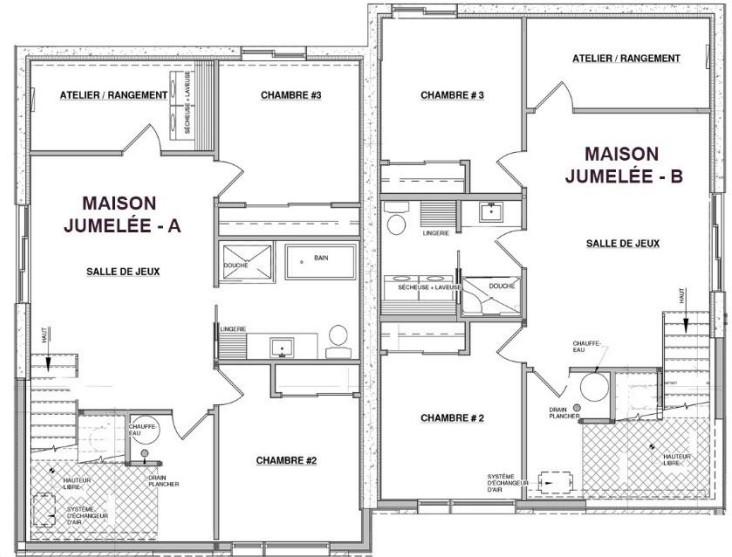 ATELIER / RANGEMENT
SÉCHEUSE + LAVEUSE
CHAMBRE #3
MAISON
JUMELÉE - A
SALLE DE JEUX
DOUCHE
BAIN
LINGERIE
HAUT
CHAUFFE-
EAU
DRAIN
PLANCHER
HAUTEUR
LIBRE-
SYSTÈME
D'ÉCHANGEUR
D'AIR
CHAMBRE #2
CHAMBRE # 3
ATELIER / RANGEMENT
MAISON
JUMELÉE - B
SALLE DE JEUX
LINGERIE
SÉCHEUSE + LAVEUSE
DOUCHE
HAUT
CHAUFFE-
EAU
CHAMBRE # 2
DRAIN
PLANCHER
HAUTEUR
LIBRE-
SYSTÈME
D'ÉCHANGEUR
D'AIR